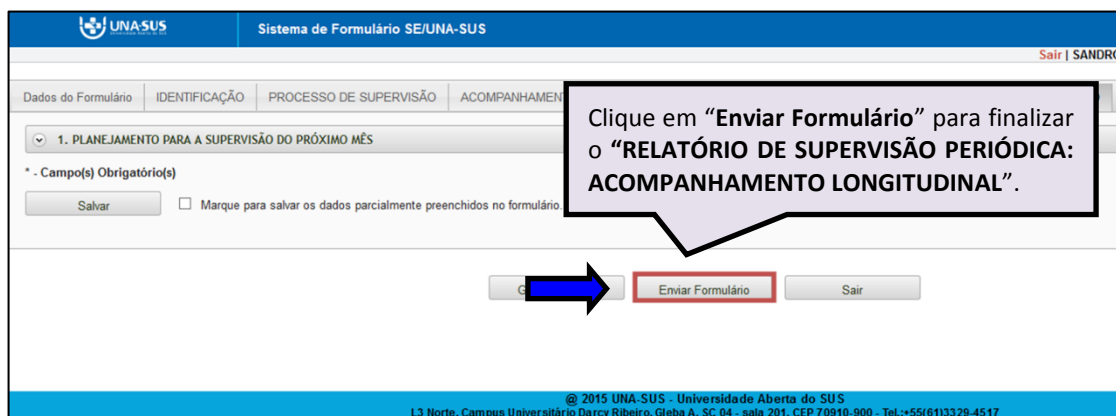 UNA-SUS
Sistema de Formulário SE/UNA-SUS
Sair | SANDRO
Dados do Formulário IDENTIFICAÇÃO PROCESSO DE SUPERVISÃO ACOMPANHAMEN
1. PLANEJAMENTO PARA A SUPERVISÃO DO PRÓXIMO MÊS
* - Campo(s) Obrigatório(s)
Salvar Marque para salvar os dados parcialmente preenchidos no formulário.
Clique em “Enviar Formulário” para finalizar
o “RELATÓRIO DE SUPERVISÃO PERIÓDICA:
ACOMPANHAMENTO LONGITUDINAL”.
Enviar Formulário Sair
@ 2015 UNA-SUS - Universidade Aberta do SUS
L3 Norte, Campus Universitário Darcy Ribeiro, Gleba A, SC 04 - sala 201, CEP 70910-900 - Tel.:+55(61)3329-4517